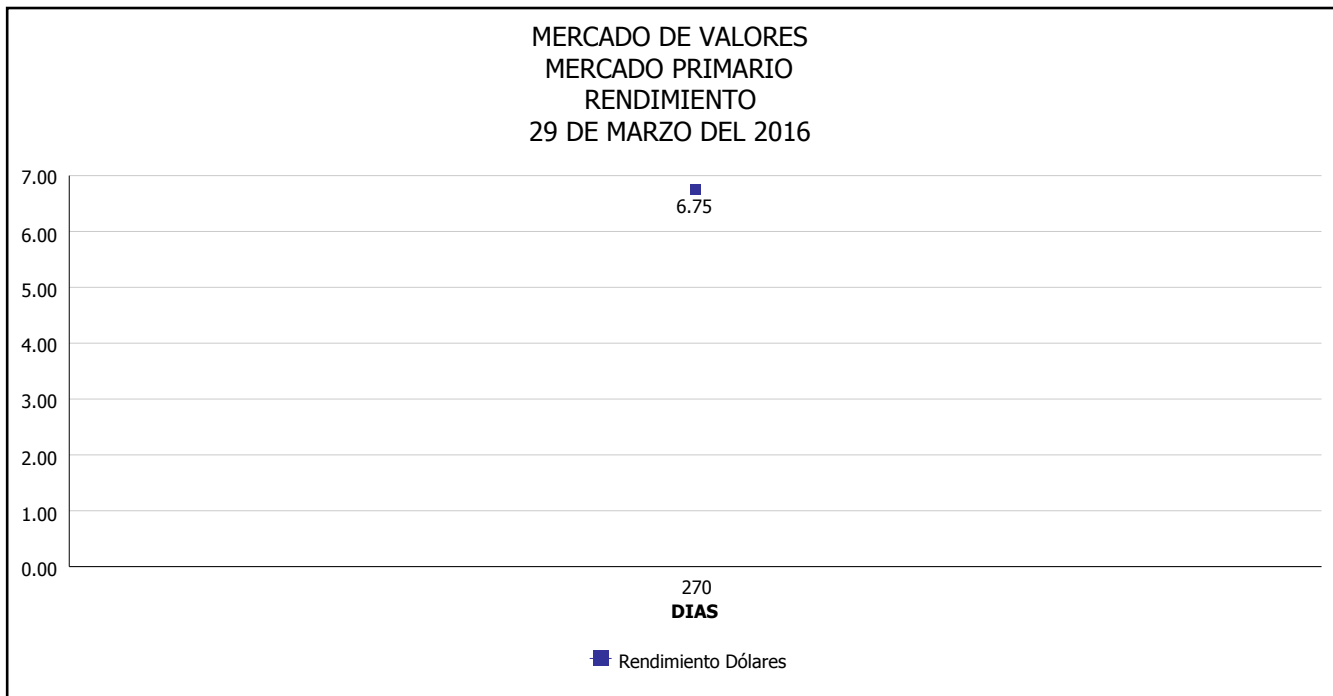 MERCADO DE VALORES
MERCADO PRIMARIO
RENDIMIENTO
29 DE MARZO DEL 2016
7.00
6.75
6.00
5.00
4.00
3.00
2.00
1.00
0.00
270
DIAS
Rendimiento Dólares